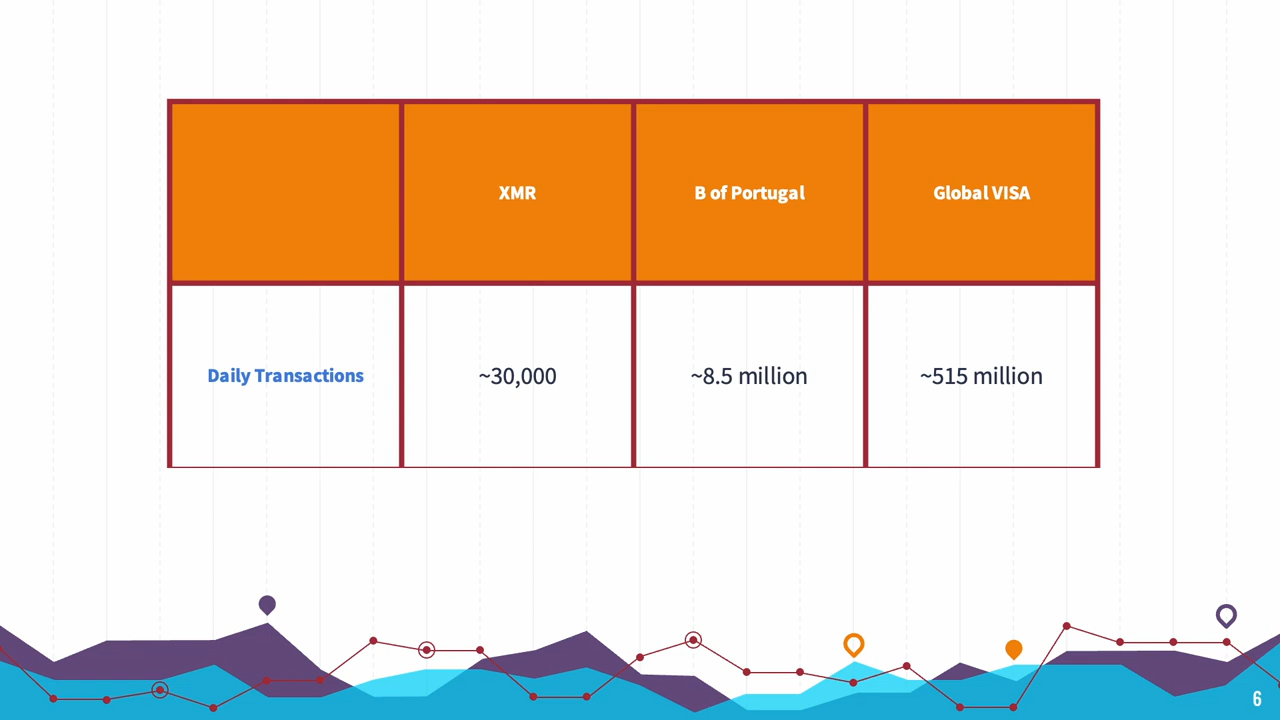 XMR
B of Portugal
Global VISA
Daily Transactions
~30,000
~8.5 million
~515 million
6